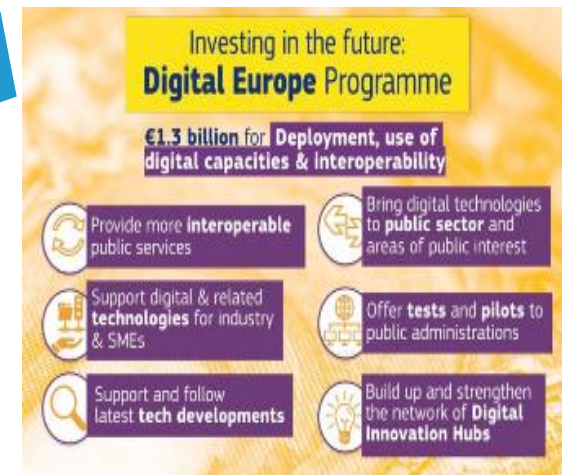 Investing in the future:
Digital Europe Programme
€1.3 billion for Deployment, use of
digital capacities & interoperability
Provide more interoperable
public services
Support digital & related
technologies for industry
& SMEs
Support and follow
latest tech developments
Bring digital technologies
to public sector and
areas of public interest
Offer tests and pilots to
public administrations
Build up and strengthen
the network of Digital
Innovation Hubs